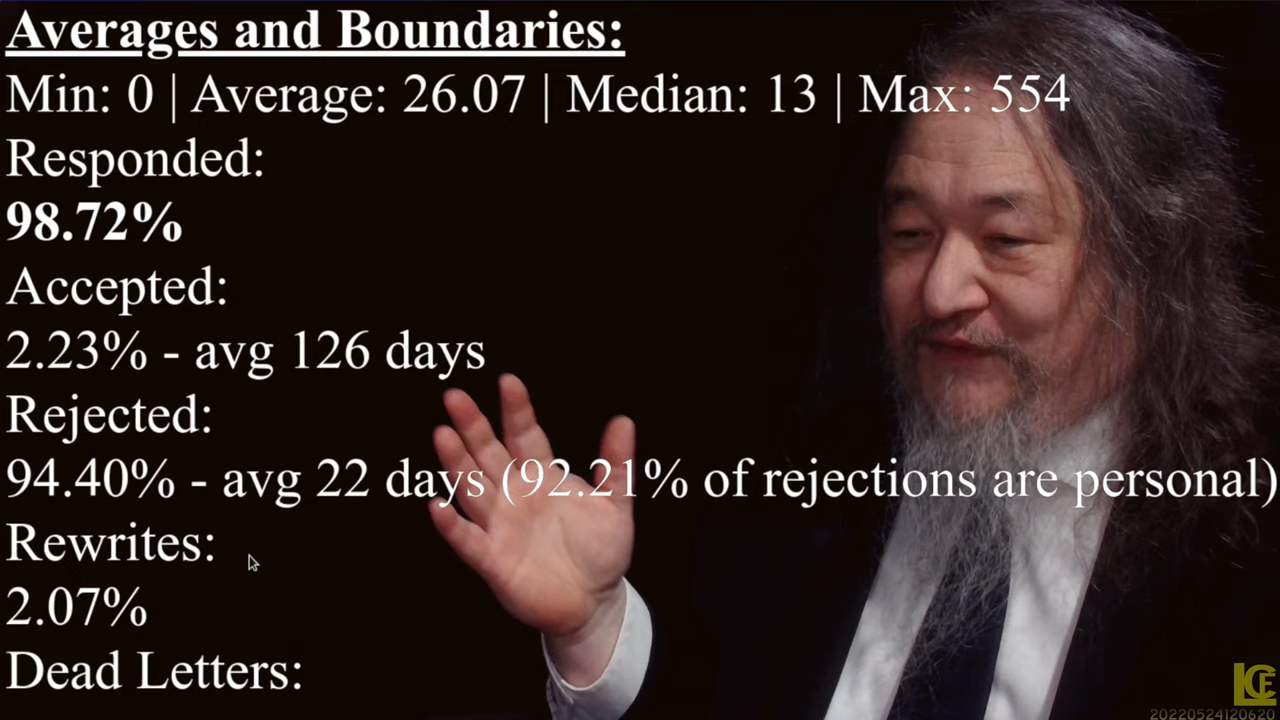 Averages and Boundaries:
Min: 0 | Average: 26.07 | Median: 13 | Max: 554
Responded:
98.72%
Accepted:
2.23% - avg 126 days
Rejected:
94.40% - avg 22 days (92.21% of rejections are personal)
Rewrites:
2.07%
Dead Letters:
LCE
20220524120620